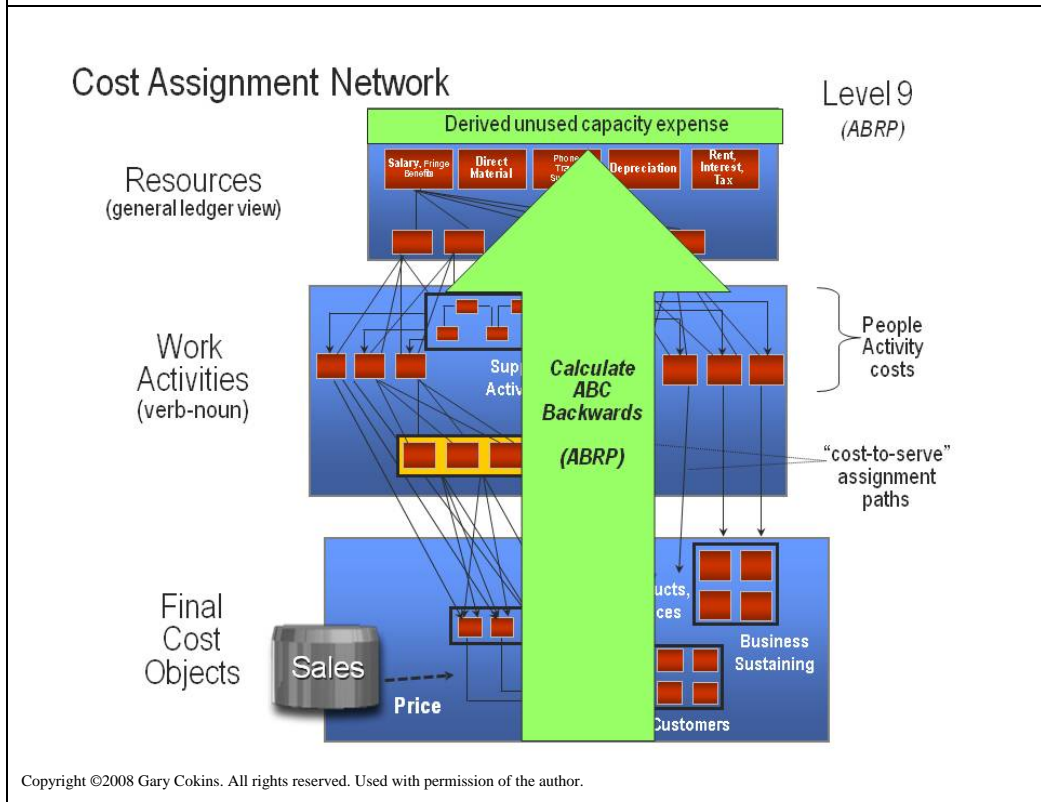 Cost Assignment Network
Level 9
(ABRP)
Derived unused capacity expense
Resources
(general ledger view)
Salary, Fringe
Benefits
Direct
Material
Phone
Depreciation
Rent,
Interest,
Tax
Work
Activities
(verb-noun)
Calculate
ABC
Backwards
(ABRP)
People
Activity
costs
“cost-to-serve”
assignment
paths
Final
Cost
Objects
Sales
Price
Business
Sustaining
Customers
Copyright ©2008 Gary Cokins. All rights reserved. Used with permission of the author.